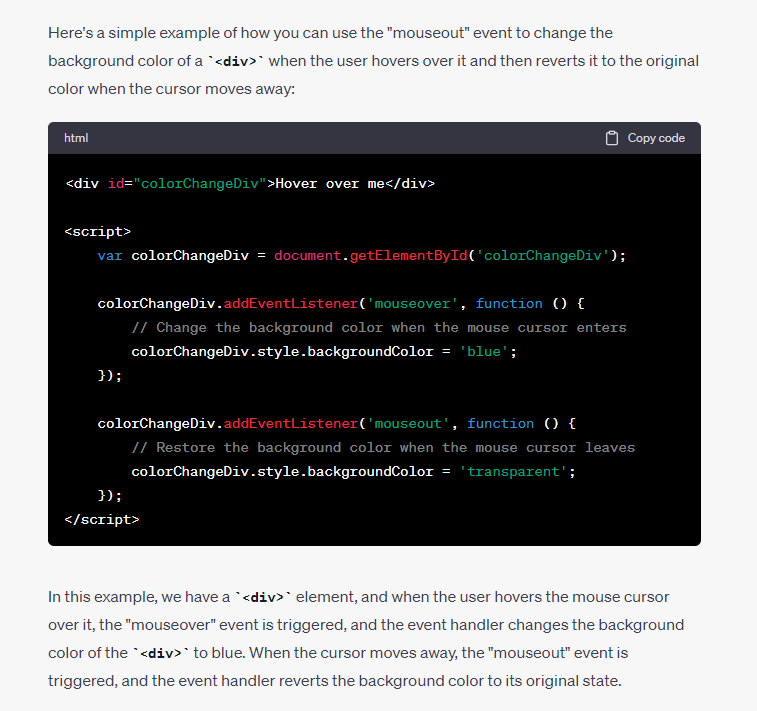 Here's a simple example of how you can use the "mouseout" event to change the
background color of a `<div>` when the user hovers over it and then reverts it to the original
color when the cursor moves away:
html
Copy code
<div id="colorChangeDiv">Hover over me</div>
<script>
    var colorChangeDiv = document.getElementById('colorChangeDiv');
    colorChangeDiv.addEventListener('mouseover', function () {
        // Change the background color when the mouse cursor enters
        colorChangeDiv.style.backgroundColor = 'blue';
    });
    colorChangeDiv.addEventListener('mouseout', function () {
        // Restore the background color when the mouse cursor leaves
        colorChangeDiv.style.backgroundColor = 'transparent';
    });
</script>
In this example, we have a `<div>` element, and when the user hovers the mouse cursor
over it, the "mouseover" event is triggered, and the event handler changes the background
color of the `<div>` to blue. When the cursor moves away, the "mouseout" event is
triggered, and the event handler reverts the background color to its original state.